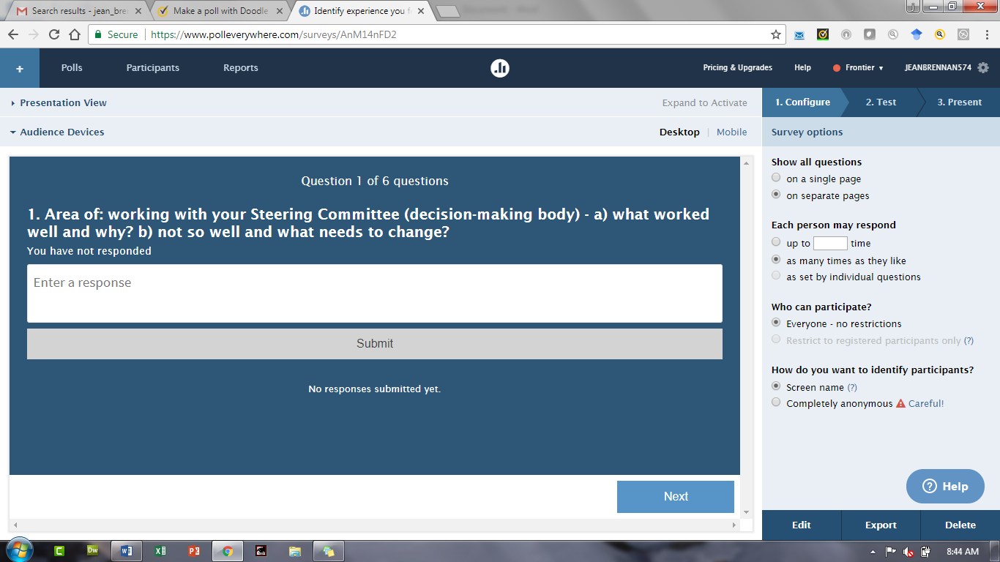 Search results - jean_bre
Make a poll with Doodle
Identify experience you f
Secure
https://www.polleverywhere.com/surveys/AnM14nFD2
+
Polls
Participants
Reports
Pricing & Upgrades
Help
Frontier
JEANBRENNAN574
Presentation View
Expand to Activate
1. Configure
2. Test
3. Present
Audience Devices
Desktop | Mobile
Survey options
Question 1 of 6 questions
1. Area of: working with your Steering Committee (decision-making body) - a) what worked
well and why? b) not so well and what needs to change?
You have not responded
Enter a response
Submit
No responses submitted yet.
Next
Show all questions
on a single page
on separate pages
Each person may respond
up to time
as many times as they like
as set by individual questions
Who can participate?
Everyone - no restrictions
Restrict to registered participants only (?)
How do you want to identify participants?
Screen name (?)
Completely anonymous Careful!
? Help
Edit
Export
Delete
8:44 AM